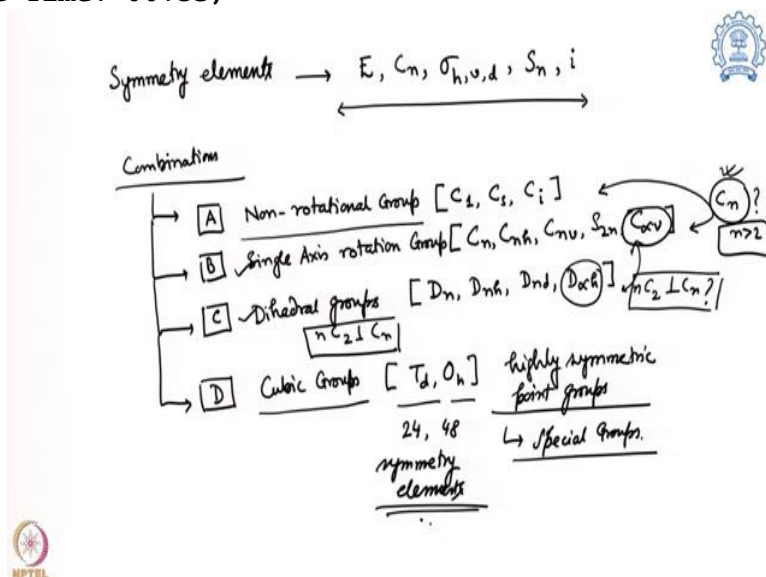 Symmetry elements → E, Cn, σh,v,d, Sn, i
Combination
A Non-rotational Group [C1, Cs, Ci]
Cn ?
n>2
B Single Axis rotation Group [Cn, Cnh, Cnv, S2n C∞v]
C Dihedral groups [Dn, Dnh, Dnd, D∞h] nC2 ⊥ Cn?
nC2 ⊥ Cn
D Cubic Groups [Td, Oh] highly symmetric
point groups
24, 48 ↳ special Groups.
symmetry
elements
NPTEL